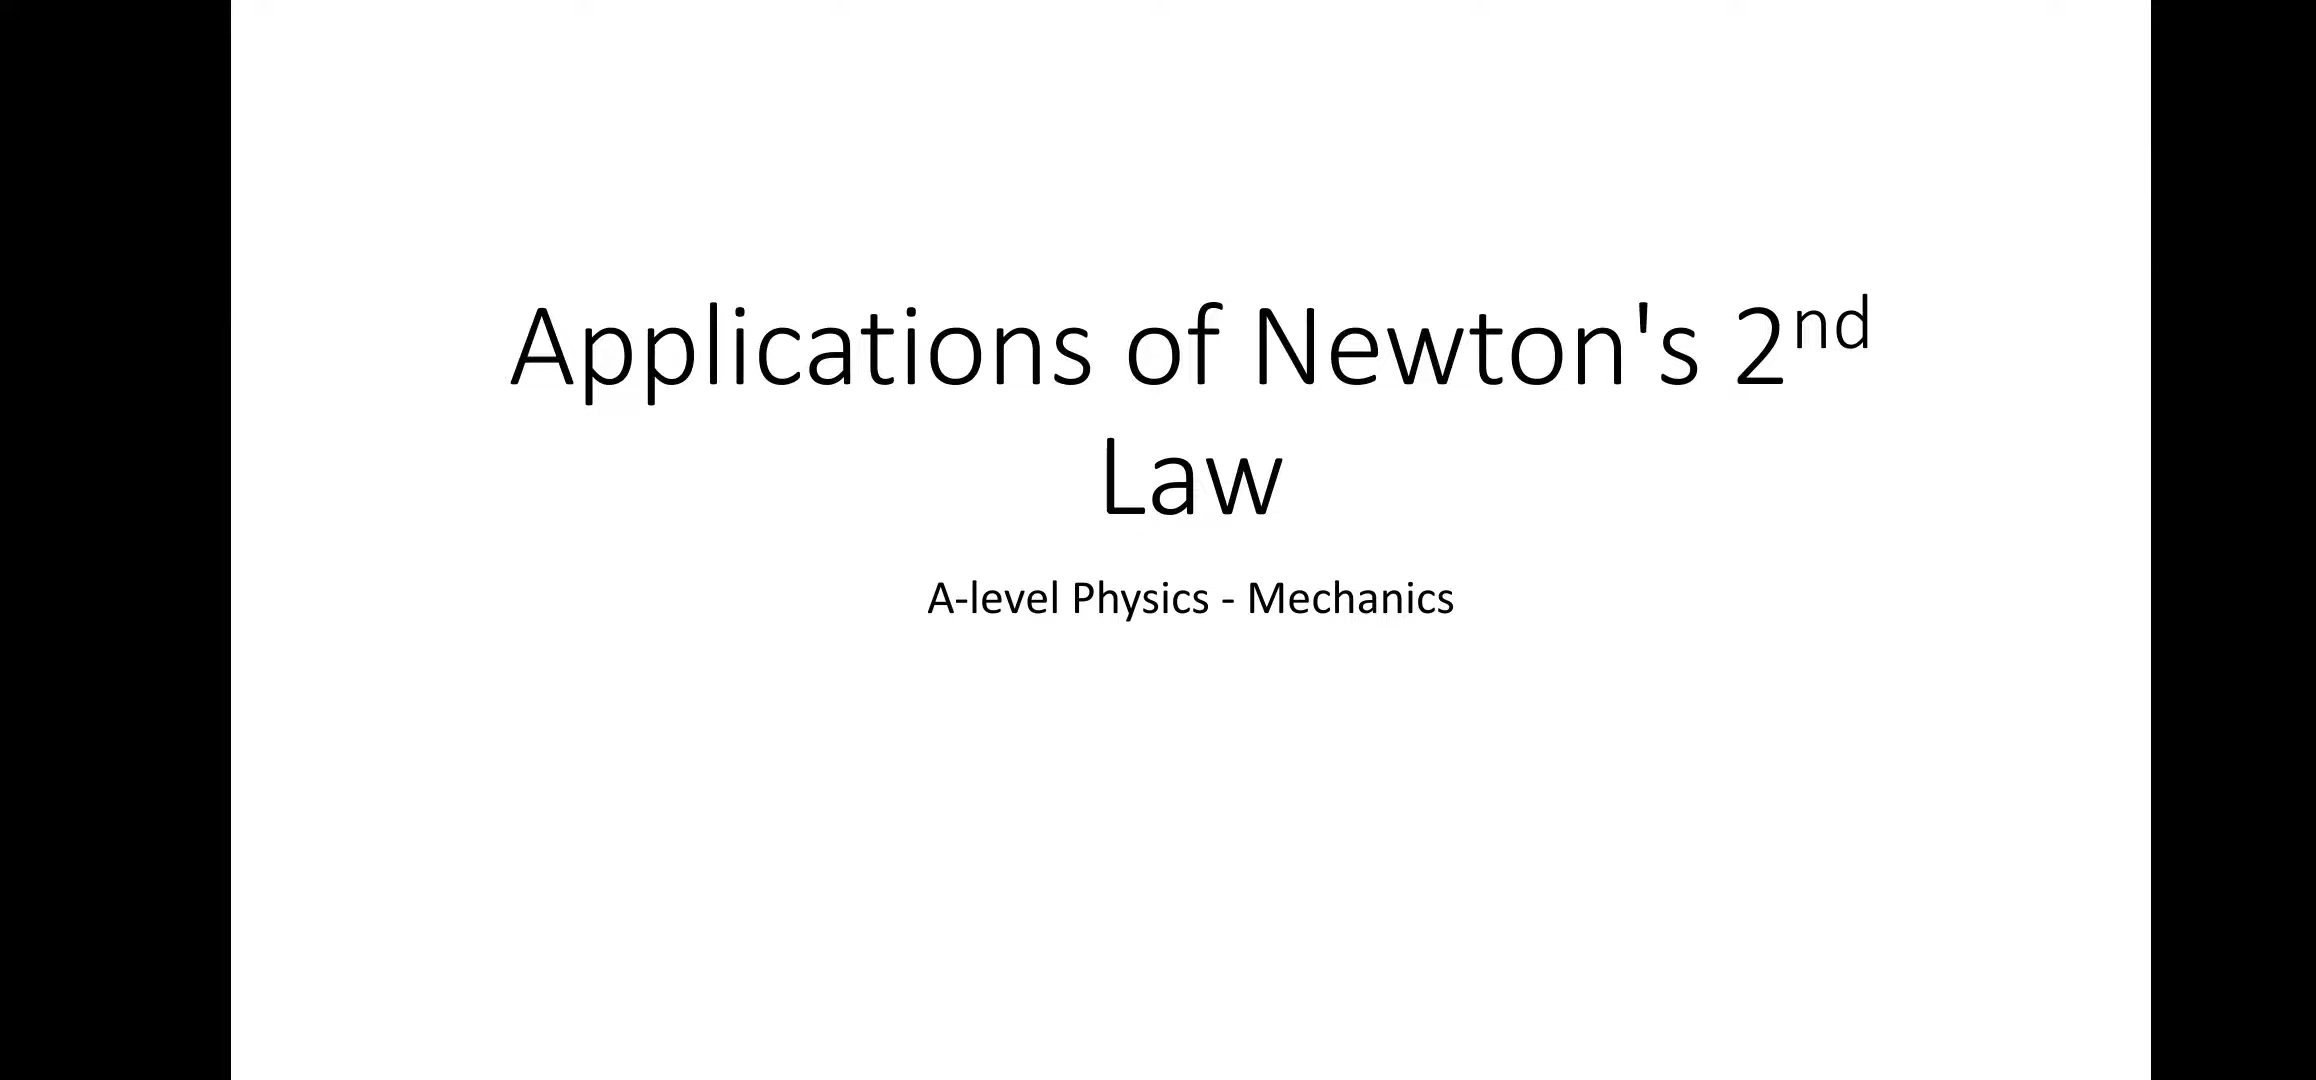 Applications of Newton's 2nd
Law
A-level Physics - Mechanics